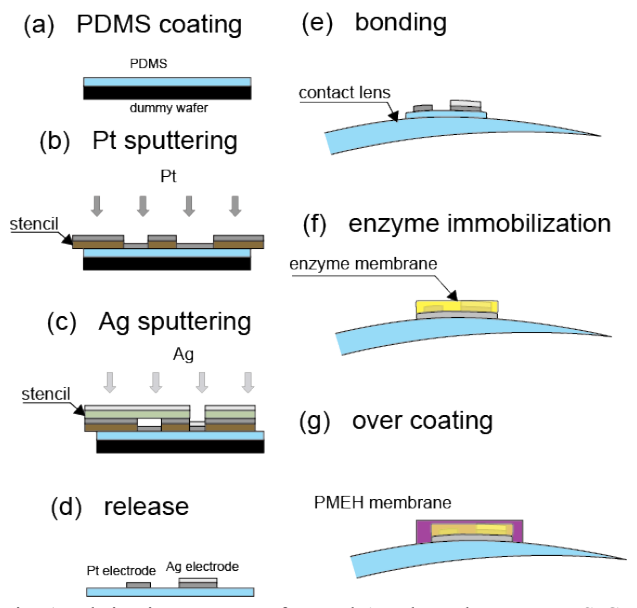 (a) PDMS coating
PDMS
dummy wafer
(b) Pt sputtering
Pt
stencil
(c) Ag sputtering
Ag
stencil
(d) release
Pt electrode
Ag electrode
(e) bonding
contact lens
(f) enzyme immobilization
enzyme membrane
(g) over coating
PMEH membrane